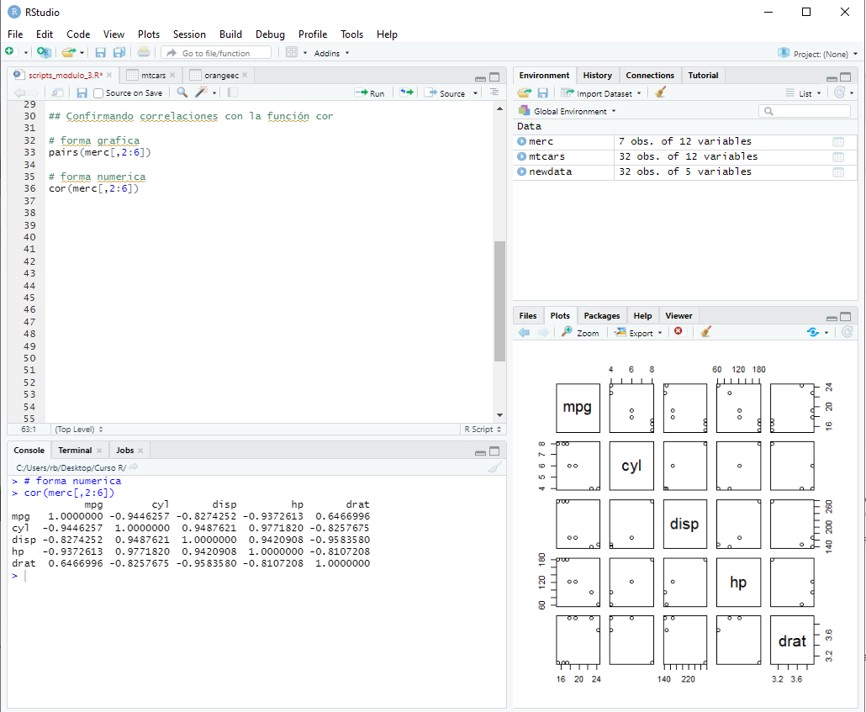 RStudio
File Edit Code View Plots Session Build Debug Profile Tools Help
Go to file/function Addins Project: (None)
scripts_modulo_3.R* mtcars orangeec
Source on Save Run Source
29
30 ## Confirmando correlaciones con la función cor
31
32 # forma grafica
33 pairs(merc[,2:6])
34
35 # forma numerica
36 cor(merc[,2:6])
37
38
39
40
41
42
43
44
45
46
47
48
49
50
51
52
53
54
55
63:1 (Top Level) R Script
Console Terminal Jobs
C:/Users/rb/Desktop/Curso R/
> # forma numerica
> cor(merc[,2:6])
mpg cyl disp hp drat
mpg 1.0000000 -0.9446257 -0.8274252 -0.9372613 0.6466996
cyl -0.9446257 1.0000000 0.9487621 0.9771820 -0.8257675
disp -0.8274252 0.9487621 1.0000000 0.9420908 -0.9583580
hp -0.9372613 0.9771820 0.9420908 1.0000000 -0.8107208
drat 0.6466996 -0.8257675 -0.9583580 -0.8107208 1.0000000
>
Environment History Connections Tutorial
Import Dataset List
Global Environment
Data
merc 7 obs. of 12 variables
mtcars 32 obs. of 12 variables
newdata 32 obs. of 5 variables
Files Plots Packages Help Viewer
Zoom Export
4 6 8 60 120 180
mpg
16 20 24
cyl
4 5 6 7 8
disp
140 200 260
hp
60 120 180
drat
3.2 3.6
16 20 24 140 220 3.2 3.6